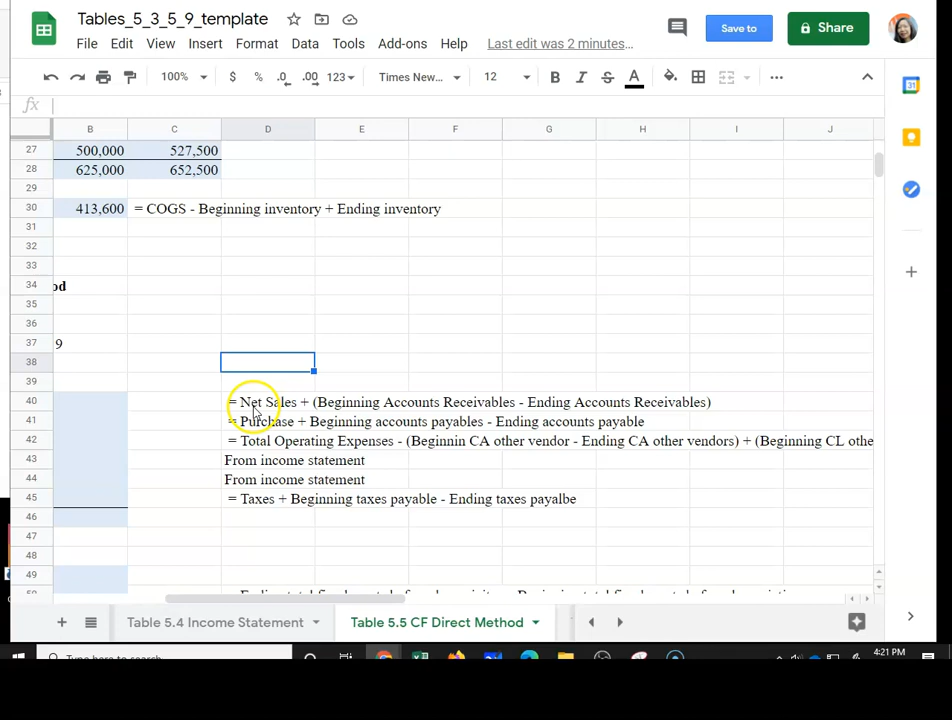 Tables_5_3_5_9_template
File Edit View Insert Format Data Tools Add-ons Help Last edit was 2 minutes...
Save to
Share
100% $ % .0 .00 123 Times New... 12 B I S A
fx
B C D E F G H I J
27 500,000 527,500
28 625,000 652,500
29
30 413,600 = COGS - Beginning inventory + Ending inventory
31
32
33
34 od
35
36
37 9
38
39
40 = Net Sales + (Beginning Accounts Receivables - Ending Accounts Receivables)
41 = Purchase + Beginning accounts payables - Ending accounts payable
42 = Total Operating Expenses - (Beginnin CA other vendor - Ending CA other vendors) + (Beginning CL othe
43 From income statement
44 From income statement
45 = Taxes + Beginning taxes payable - Ending taxes payalbe
46
47
48
49
Table 5.4 Income Statement Table 5.5 CF Direct Method
Type here to search
4:21 PM